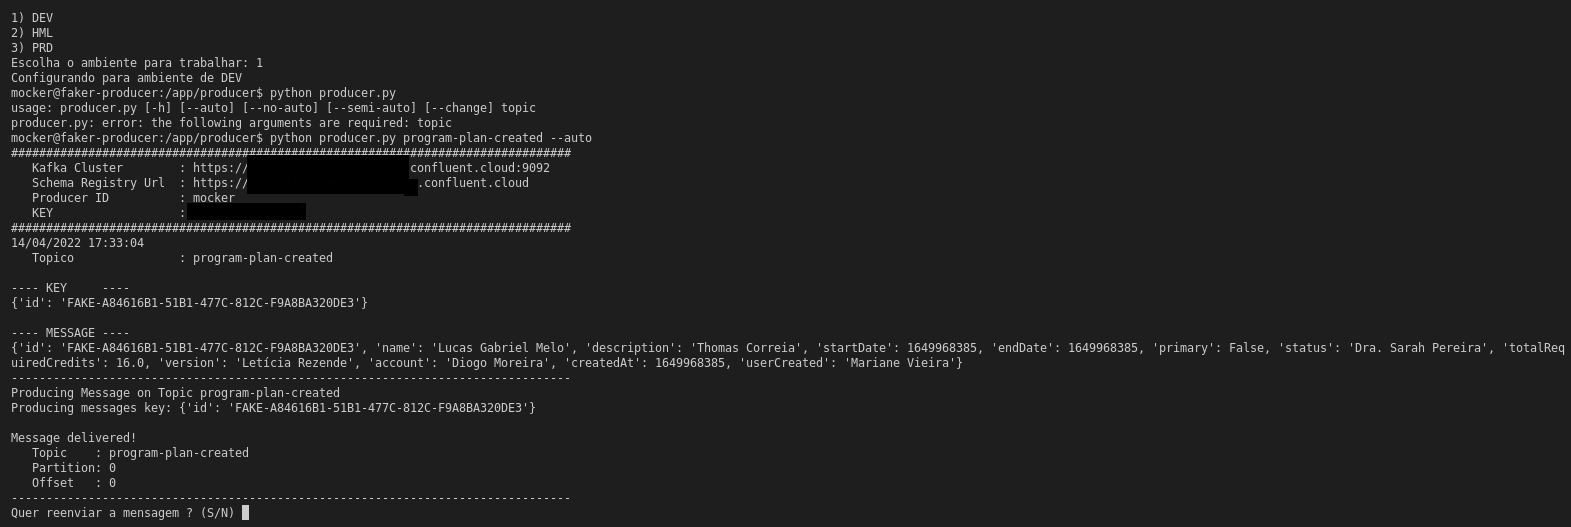 1) DEV
2) HML
3) PRD
Escolha o ambiente para trabalhar: 1
Configurando para ambiente de DEV
mocker@faker-producer:/app/producer$ python producer.py
usage: producer.py [-h] [--auto] [--no-auto] [--semi-auto] [--change] topic
producer.py: error: the following arguments are required: topic
mocker@faker-producer:/app/producer$ python producer.py program-plan-created --auto
################################################################################
   Kafka Cluster        : https://confluent.cloud:9092
   Schema Registry Url  : https://.confluent.cloud
   Producer ID          : mocker
   KEY                  :
################################################################################
14/04/2022 17:33:04
   Topico               : program-plan-created
---- KEY    ----
{'id': 'FAKE-A84616B1-51B1-477C-812C-F9A8BA320DE3'}
---- MESSAGE ----
{'id': 'FAKE-A84616B1-51B1-477C-812C-F9A8BA320DE3', 'name': 'Lucas Gabriel Melo', 'description': 'Thomas Correia', 'startDate': 1649968385, 'endDate': 1649968385, 'primary': False, 'status': 'Dra. Sarah Pereira', 'totalReq
uiredCredits': 16.0, 'version': 'Letícia Rezende', 'account': 'Diogo Moreira', 'createdAt': 1649968385, 'userCreated': 'Mariane Vieira'}
--------------------------------------------------------------------------------
Producing Message on Topic program-plan-created
Producing messages key: {'id': 'FAKE-A84616B1-51B1-477C-812C-F9A8BA320DE3'}
Message delivered!
   Topic    : program-plan-created
   Partition: 0
   Offset   : 0
--------------------------------------------------------------------------------
Quer reenviar a mensagem ? (S/N)